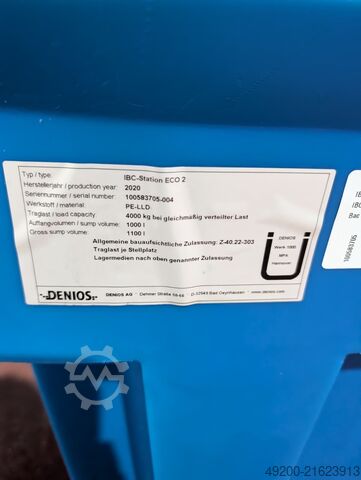 Typ / type: IBC-Station ECO 2
Herstellerjahr / production year: 2020
Seriennummer / serial number: 100583705-004
Werkstoff / material: PE-LLD
Traglast / load capacity: 4000 kg bei gleichmäßig verteilter Last
Auffangvolumen / sump volume: 1000 l
Gross sump volume: 1100 l
Allgemeine bauaufsichtliche Zulassung: Z-40.22-303
Traglast je Stellplatz
Lagermedien nach oben genannter Zulassung
Ü
DENIOS
Werk 1000
MPA
Hannover
DENIOS. DENIOS AG Dehmer Straße 58-66 D-32549 Bad Oeynhausen www.denios.com
IBC
Bad
100583705
49200-21623913